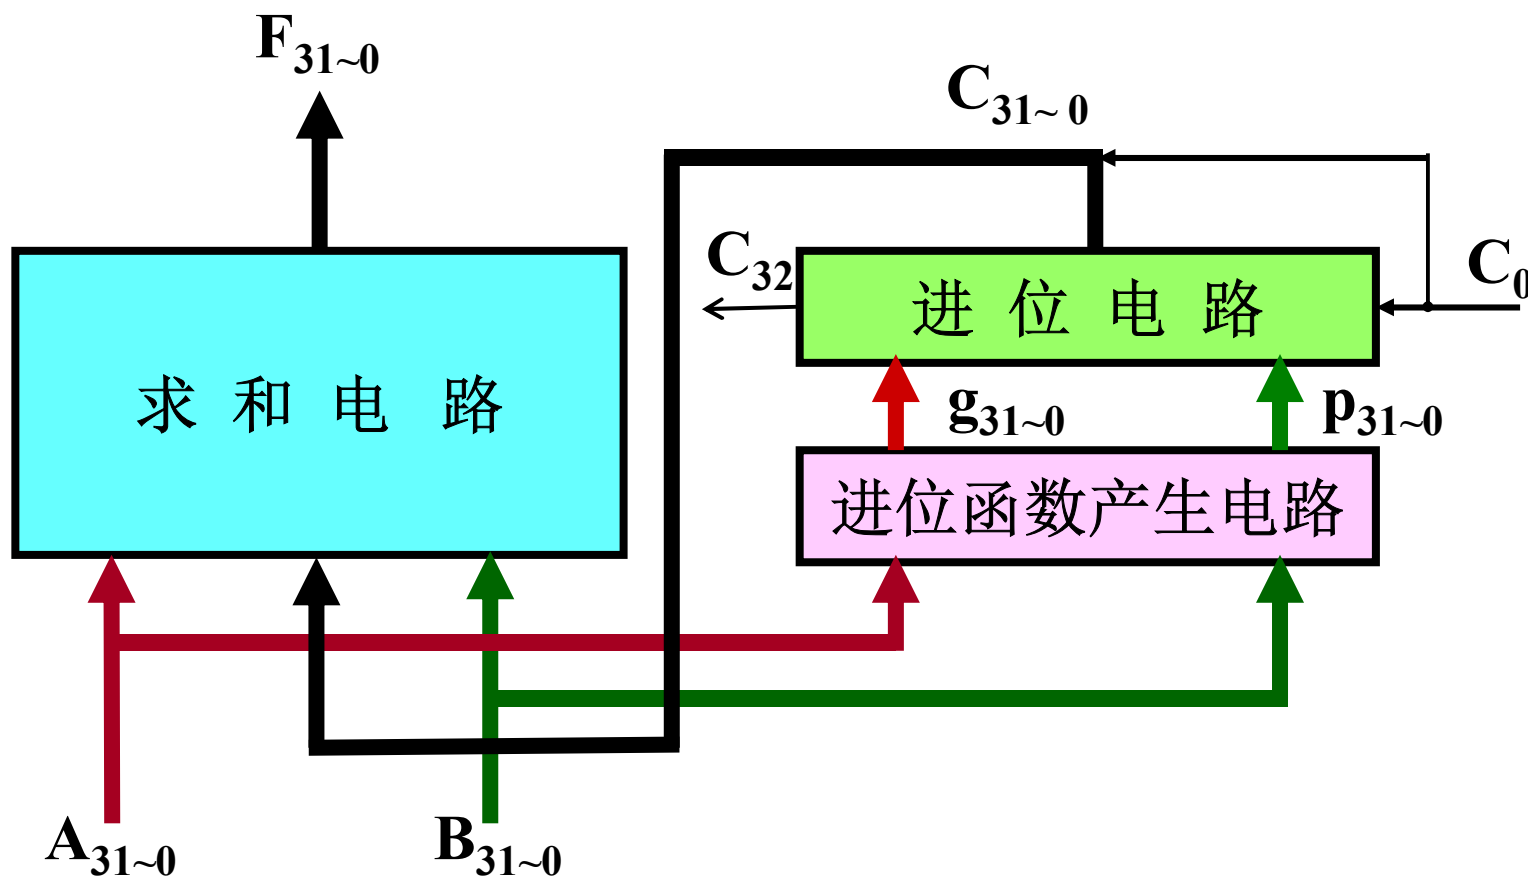 F31~0
C31~ 0
C32
进 位 电 路
C0
求 和 电 路
g31~0
p31~0
进位函数产生电路
A31~0
B31~0